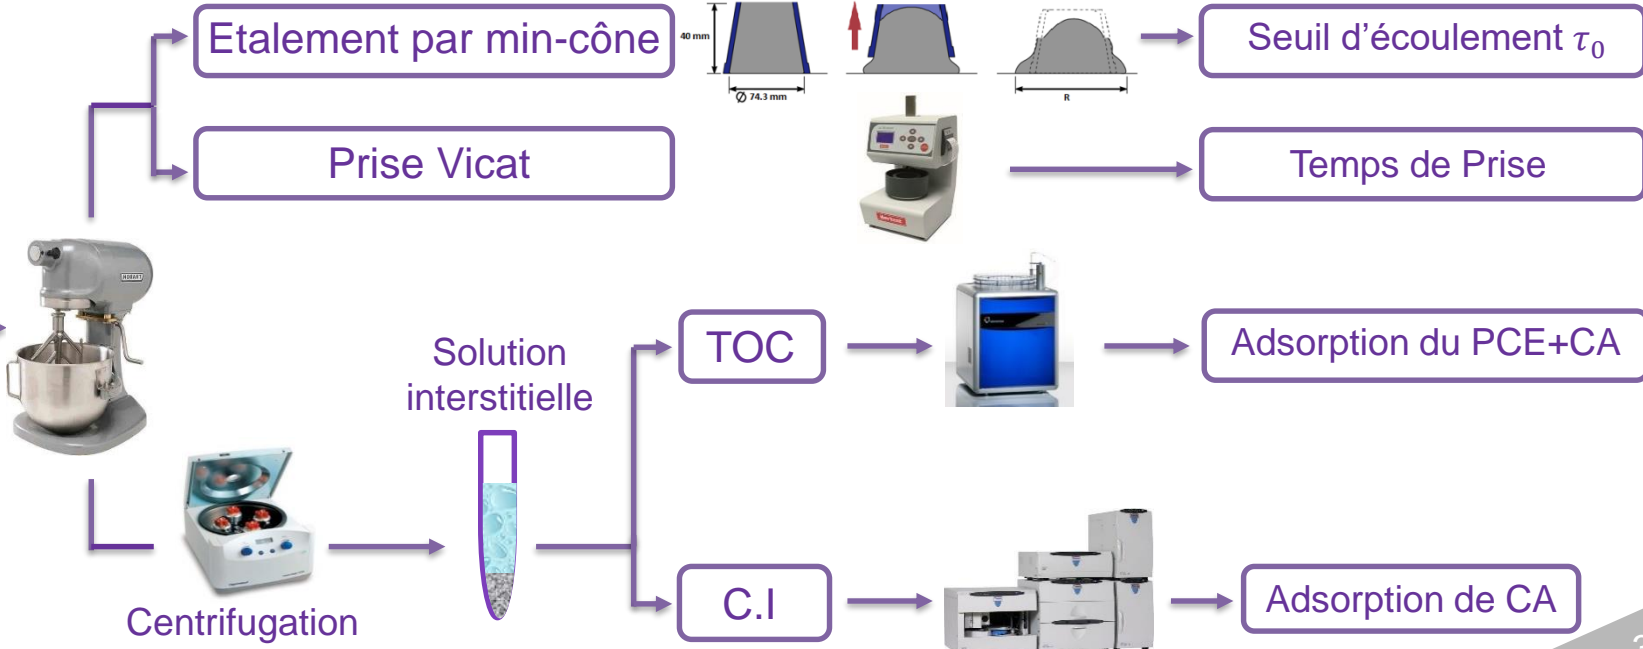 Etalement par min-cône
40 mm
Ø 74.3 mm
R
Seuil d'écoulement τ₀
Prise Vicat
Temps de Prise
HOBART
Solution
interstitielle
TOC
Adsorption du PCE+CA
Centrifugation
C.I
Adsorption de CA